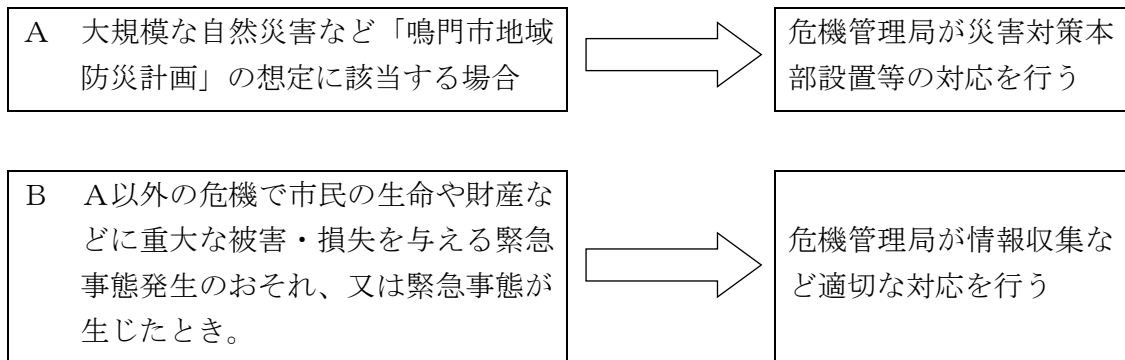 A 大規模な自然災害など「鳴門市地域
防災計画」の想定に該当する場合
危機管理局が災害対策本
部設置等の対応を行う
B A以外の危機で市民の生命や財産な
どに重大な被害・損失を与える緊急
事態発生のおそれ、又は緊急事態が
生じたとき。
危機管理局が情報収集な
ど適切な対応を行う